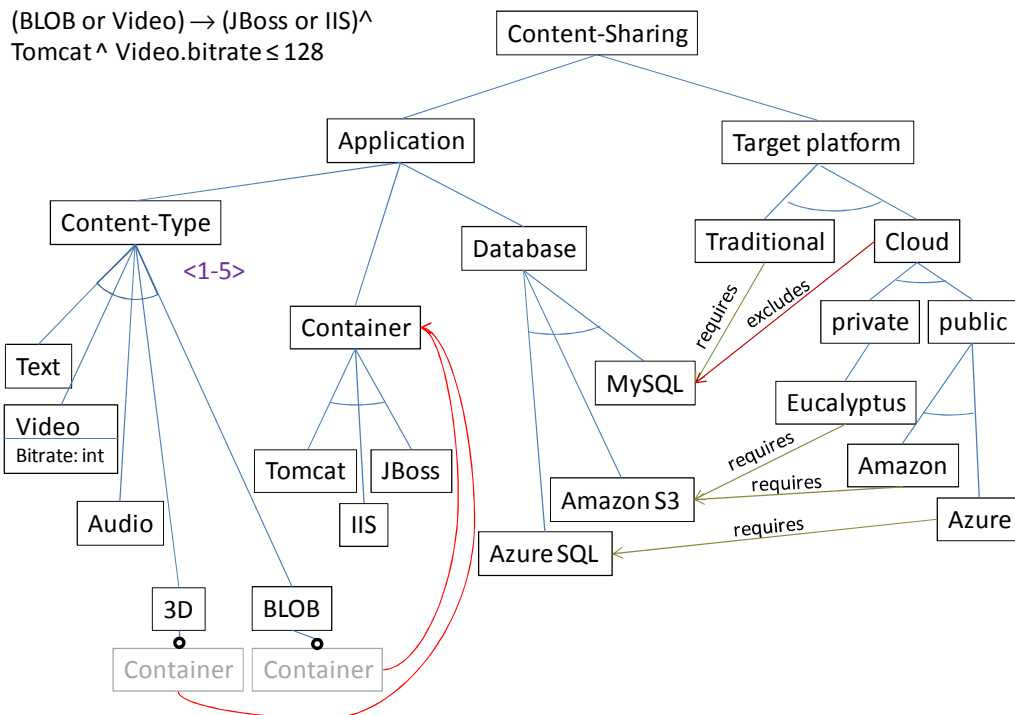 (BLOB or Video) → (JBoss or IIS)^
Tomcat ^ Video.bitrate ≤ 128
Content-Sharing
Application
Target platform
Content-Type
<1-5>
Database
Traditional
Cloud
requires
excludes
Container
private
public
Text
MySQL
Video
Bitrate: int
Eucalyptus
Tomcat
JBoss
requires
Amazon
Audio
IIS
Amazon S3
requires
Azure
Azure SQL
requires
3D
BLOB
Container
Container